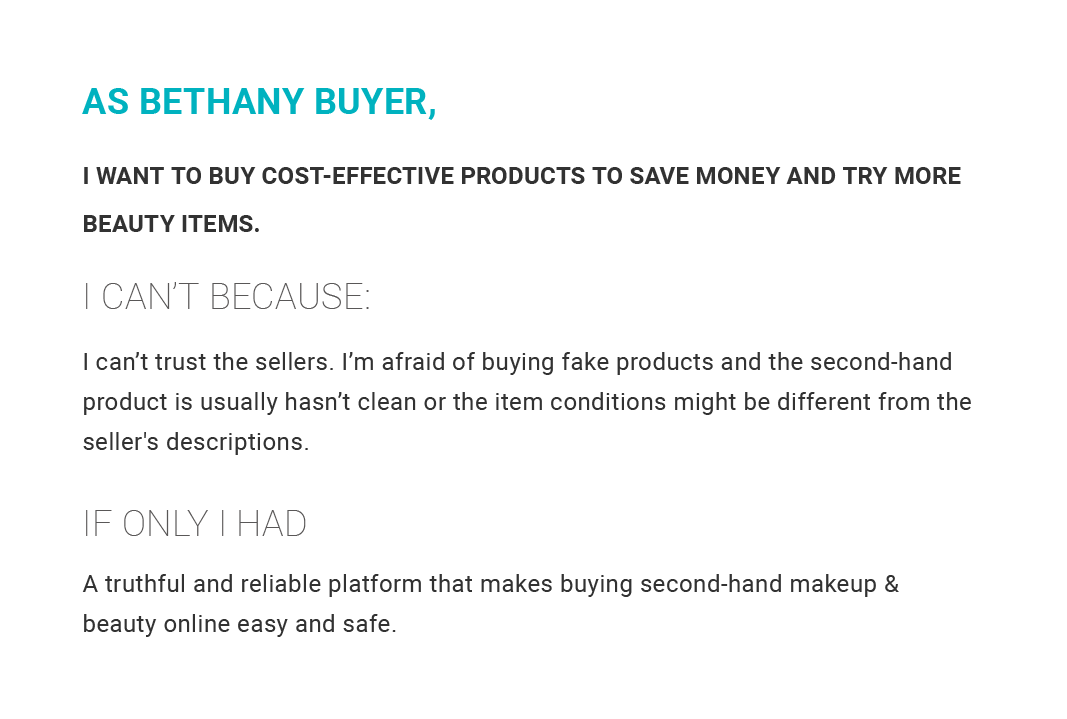 AS BETHANY BUYER,
I WANT TO BUY COST-EFFECTIVE PRODUCTS TO SAVE MONEY AND TRY MORE
BEAUTY ITEMS.
I CAN’T BECAUSE:
I can’t trust the sellers. I’m afraid of buying fake products and the second-hand
product is usually hasn’t clean or the item conditions might be different from the
seller's descriptions.
IF ONLY I HAD
A truthful and reliable platform that makes buying second-hand makeup &
beauty online easy and safe.